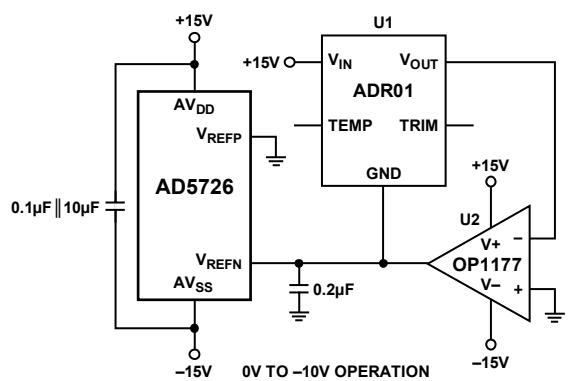 +15V
U1
+15V
VIN
VOUT
ADR01
AVDD
TEMP
TRIM
VREFP
GND
+15V
AD5726
0.1µF || 10µF
U2
V+
–
VREFN
OP1177
AVSS
0.2µF
V–
+
–15V
–15V
0V TO –10V OPERATION